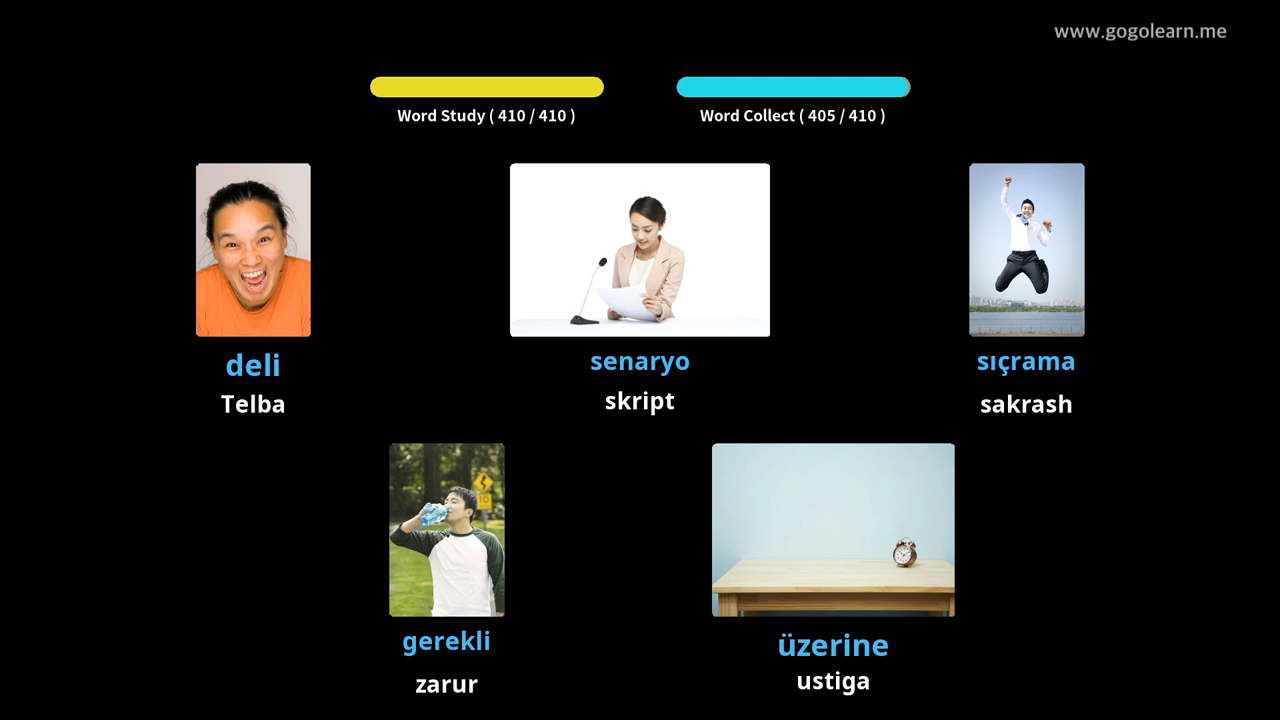 www.gogolearn.me
Word Study ( 410 / 410 )
Word Collect ( 405 / 410 )
deli
Telba
senaryo
skript
sıçrama
sakrash
10
gerekli
zarur
üzerine
ustiga